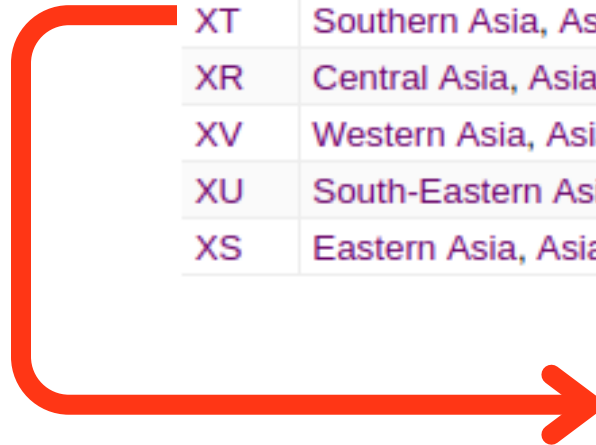 XT Southern Asia, As
XR Central Asia, Asia
XV Western Asia, Asi
XU South-Eastern Asi
XS Eastern Asia, Asia